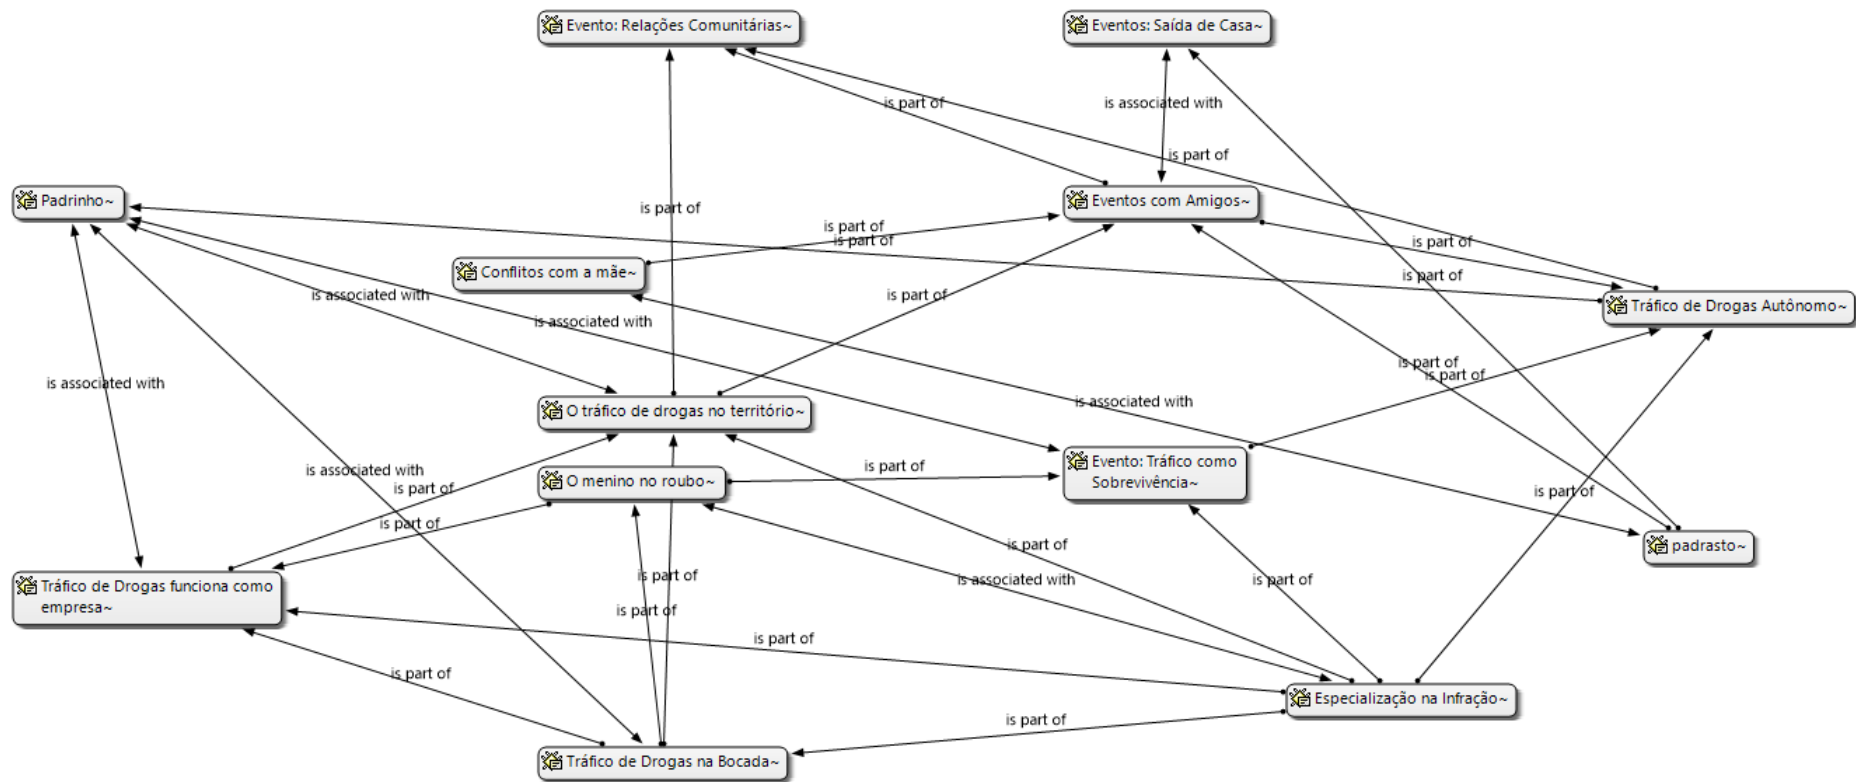 Evento: Relações Comunitárias~
Eventos: Saída de Casa~
is part of
is associated with
is part of
Padrinho~
Eventos com Amigos~
is part of
is part of
is part of
is part of
Conflitos com a mãe~
is part of
is associated with
is part of
Tráfico de Drogas Autônomo~
is associated with
is part of
is part of
is associated with
is associated with
O tráfico de drogas no território~
Evento: Tráfico como
Sobrevivência~
is associated with
is part of
O menino no roubo~
is part of
is part of
is part of
is part of
padrasto~
is part of
is associated with
is part of
Tráfico de Drogas funciona como
empresa~
is part of
is part of
is part of
Especialização na Infração~
is part of
Tráfico de Drogas na Bocada~